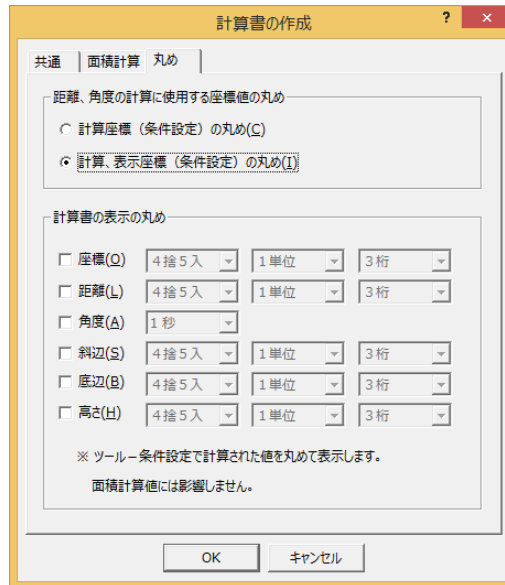 計算書の作成
? ×
共通 面積計算 丸め
距離、角度の計算に使用する座標値の丸め
計算座標（条件設定）の丸め(C)
計算、表示座標（条件設定）の丸め(I)
計算書の表示の丸め
座標(O) 4捨5入 1単位 3桁
距離(L) 4捨5入 1単位 3桁
角度(A) 1秒
斜辺(S) 4捨5入 1単位 3桁
底辺(B) 4捨5入 1単位 3桁
高さ(H) 4捨5入 1単位 3桁
※ ツール－条件設定で計算された値を丸めて表示します。
面積計算値には影響しません。
OK キャンセル